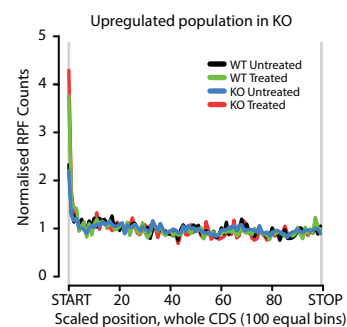 Upregulated population in KO
Normalised RPF Counts
5
4
3
2
1
0
WT Untreated
WT Treated
KO Untreated
KO Treated
START 20 40 60 80 STOP
Scaled position, whole CDS (100 equal bins)